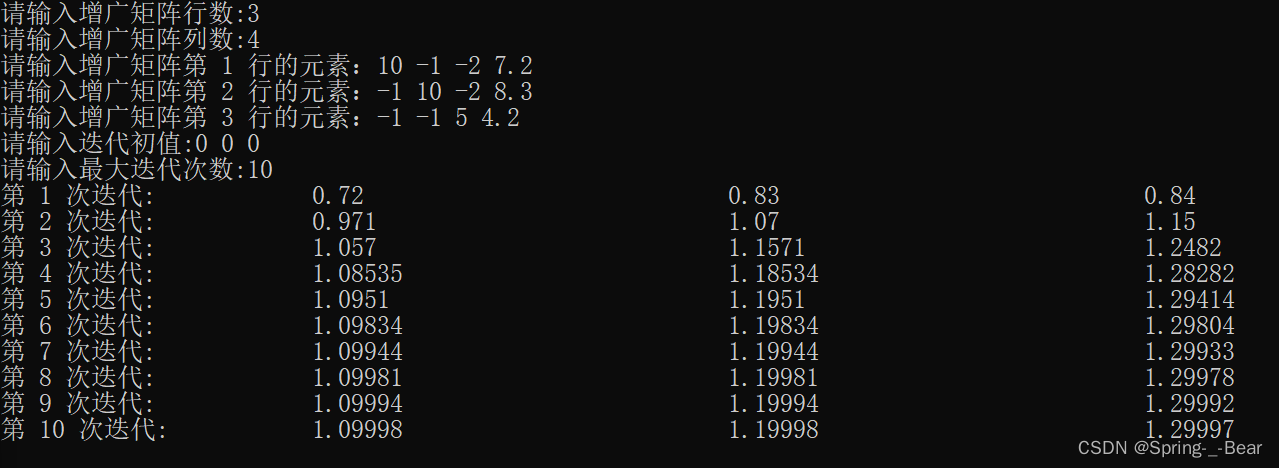 请输入增广矩阵行数:3
请输入增广矩阵列数:4
请输入增广矩阵第 1 行的元素：10 -1 -2 7.2
请输入增广矩阵第 2 行的元素：-1 10 -2 8.3
请输入增广矩阵第 3 行的元素：-1 -1 5 4.2
请输入迭代初值:0 0 0
请输入最大迭代次数:10
第 1 次迭代: 0.72 0.83 0.84
第 2 次迭代: 0.971 1.07 1.15
第 3 次迭代: 1.057 1.1571 1.2482
第 4 次迭代: 1.08535 1.18534 1.28282
第 5 次迭代: 1.0951 1.1951 1.29414
第 6 次迭代: 1.09834 1.19834 1.29804
第 7 次迭代: 1.09944 1.19944 1.29933
第 8 次迭代: 1.09981 1.19981 1.29978
第 9 次迭代: 1.09994 1.19994 1.29992
第 10 次迭代: 1.09998 1.19998 1.29997
CSDN @Spring-_-Bear